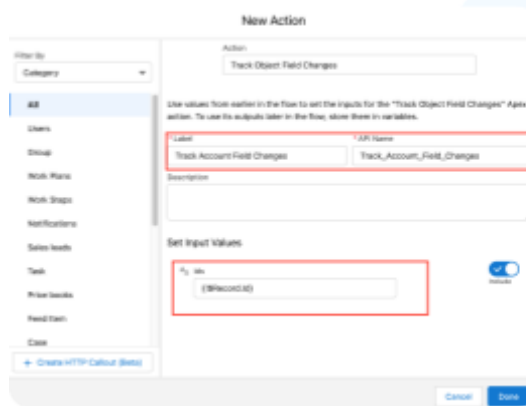 New Action
Filter By
Category
All
Users
Group
Work Plans
Work Steps
Notifications
Sales leads
Task
Price books
Feed Item
Case
+ Create HTTP Callout (Beta)
Action
Track Object Field Changes
Use values from earlier in the flow to set the inputs for the "Track Object Field Changes" Apex
action. To use its outputs later in the flow, store them in variables.
*Label
*API Name
Track Account Field Changes
Track_Account_Field_Changes
Description
Set Input Values
Ids
{!$Record.Id}
Include
Cancel
Done